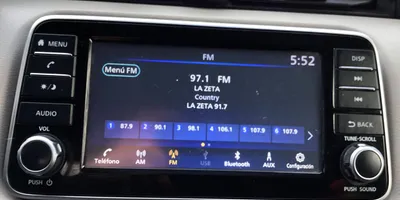 MENU
AUDIO
VOL
PUSH
FM
5:52
Menú FM
97.1 FM
LA ZETA
Country
LA ZETA 91.7
1 87.9 2 90.1 3 98.1 4 106.1 5 107.9 6 107.9
Teléfono AM FM USB Bluetooth AUX Configuración
DISP
BACK
TUNE-SCROLL
PUSH SOUND